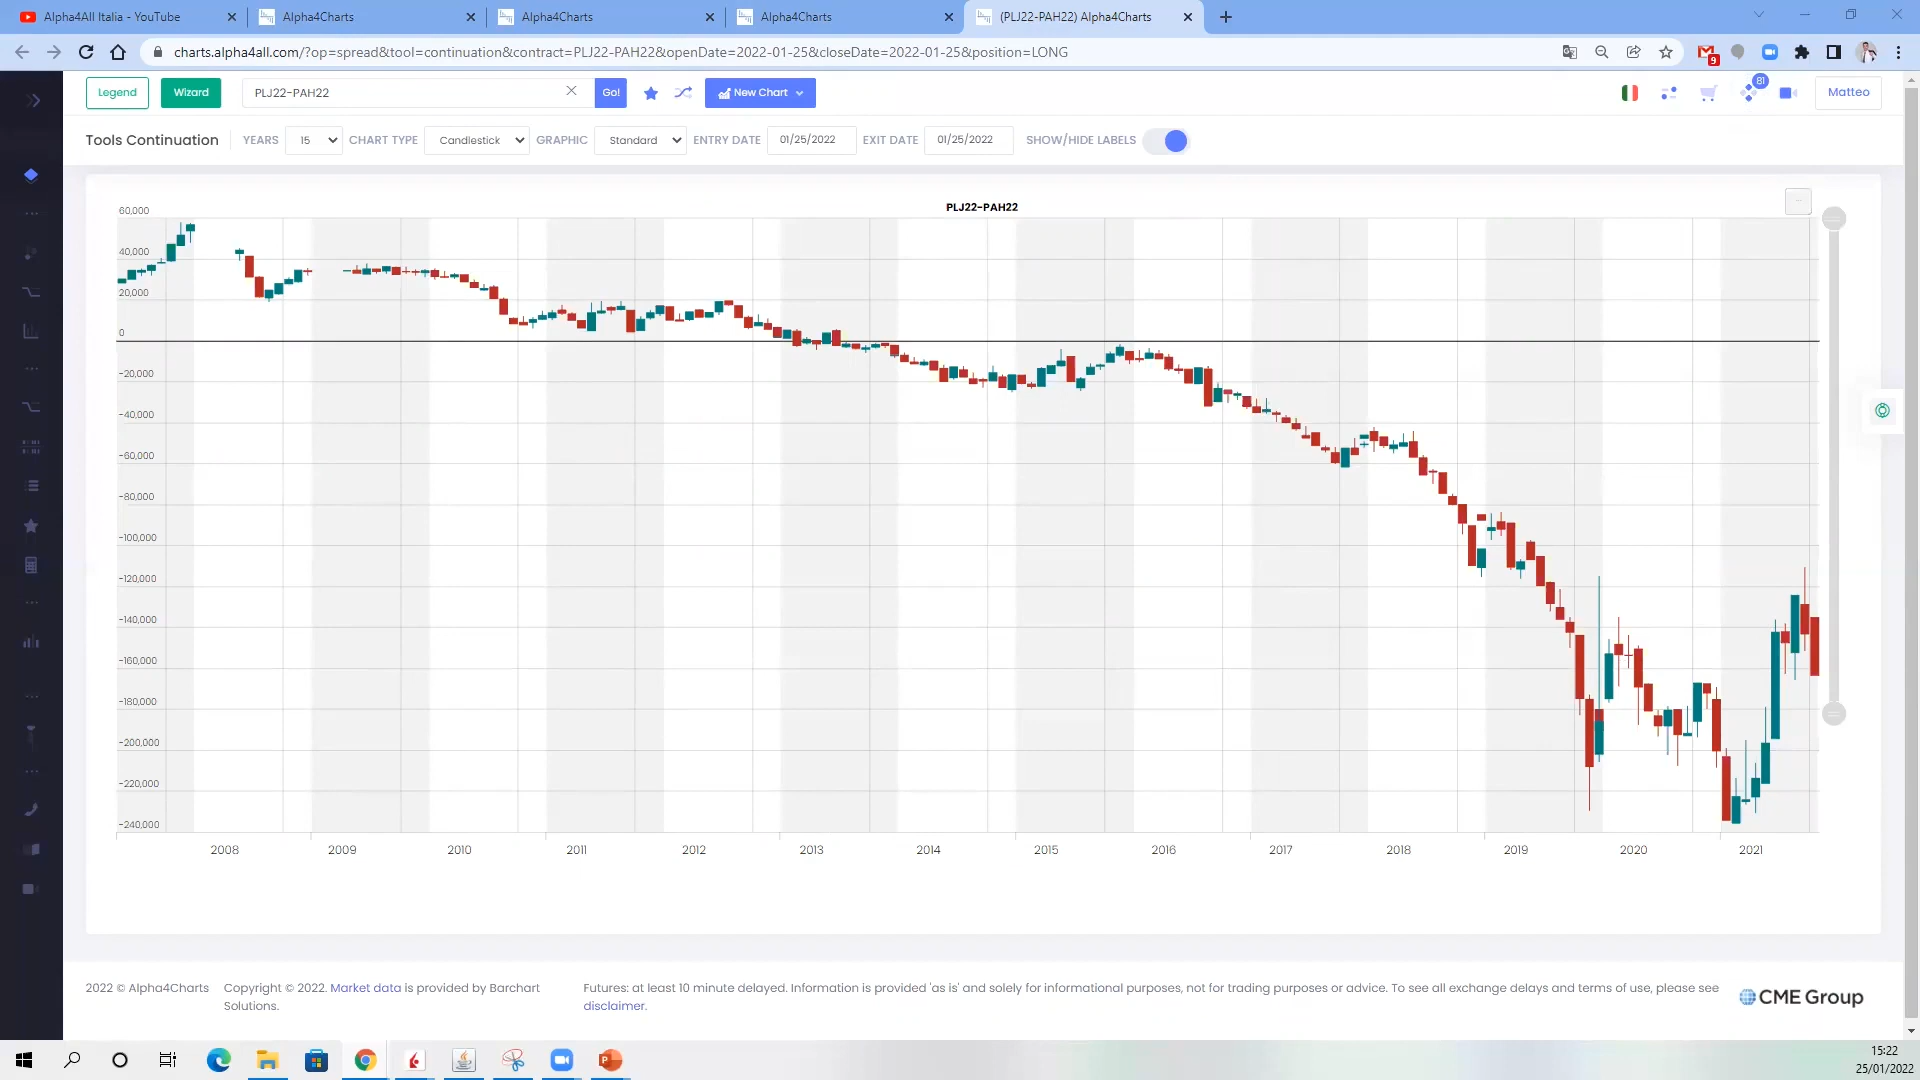 Alpha4All Italia - YouTube
Alpha4Charts
Alpha4Charts
Alpha4Charts
(PLJ22-PAH22) Alpha4Charts
charts.alpha4all.com/?op=spread&tool=continuation&contract=PLJ22-PAH22&openDate=2022-01-25&closeDate=2022-01-25&position=LONG
9
Legend
Wizard
PLJ22-PAH22
Go!
New Chart
81
Matteo
Tools Continuation
YEARS
15
CHART TYPE
Candlestick
GRAPHIC
Standard
ENTRY DATE
01/25/2022
EXIT DATE
01/25/2022
SHOW/HIDE LABELS
PLJ22-PAH22
60,000
40,000
20,000
0
-20,000
-40,000
-60,000
-80,000
-100,000
-120,000
-140,000
-160,000
-180,000
-200,000
-220,000
-240,000
2008 2009 2010 2011 2012 2013 2014 2015 2016 2017 2018 2019 2020 2021
2022 © Alpha4Charts
Copyright © 2022. Market data is provided by Barchart
Solutions.
Futures: at least 10 minute delayed. Information is provided 'as is' and solely for informational purposes, not for trading purposes or advice. To see all exchange delays and terms of use, please see
disclaimer.
CME Group
15:22
25/01/2022